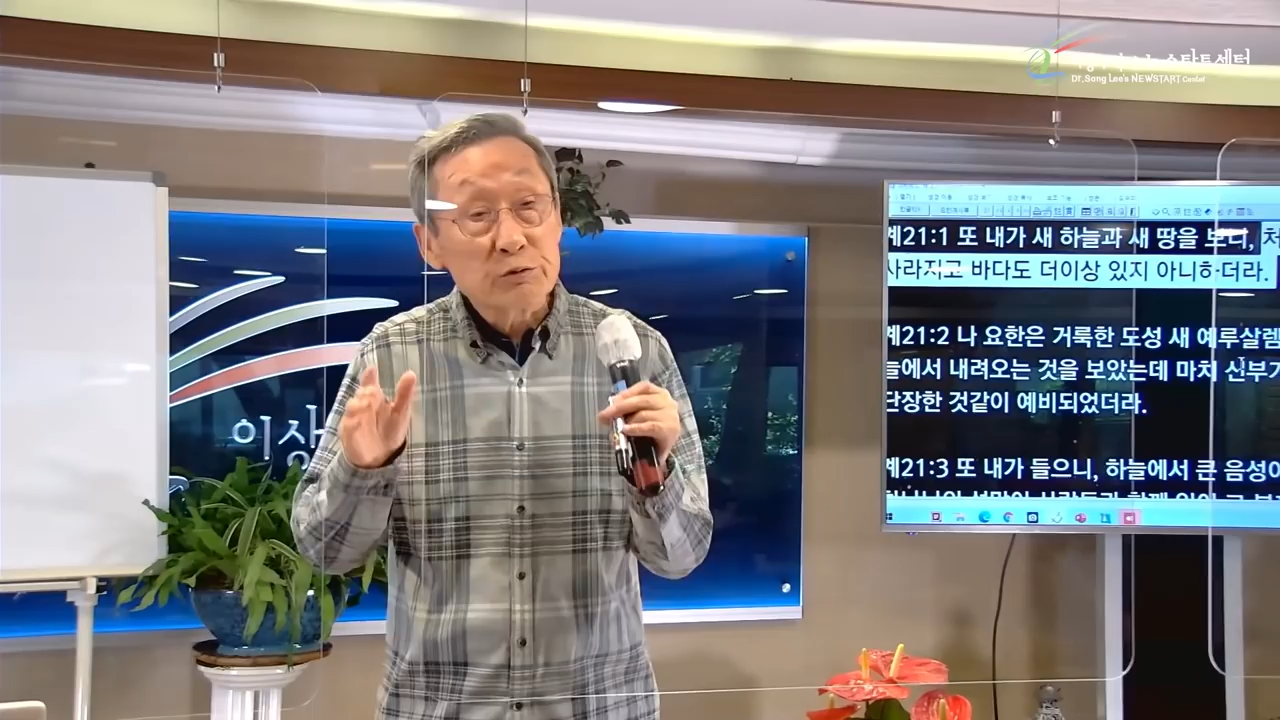 스타트센터
Dr.Sang Lee's NEWSTART Center
이상
계21:1 또 내가 새 하늘과 새 땅을 보니, 처
사라지고 바다도 더이상 있지 아니하더라.
계21:2 나 요한은 거룩한 도성 새 예루살렘
늘에서 내려오는 것을 보았는데 마치 신부가
단장한 것같이 예비되었더라.
계21:3 또 내가 들으니, 하늘에서 큰 음성이